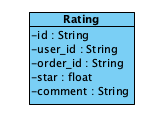 Rating
-id : String
-user_id : String
-order_id : String
-star : float
-comment : String